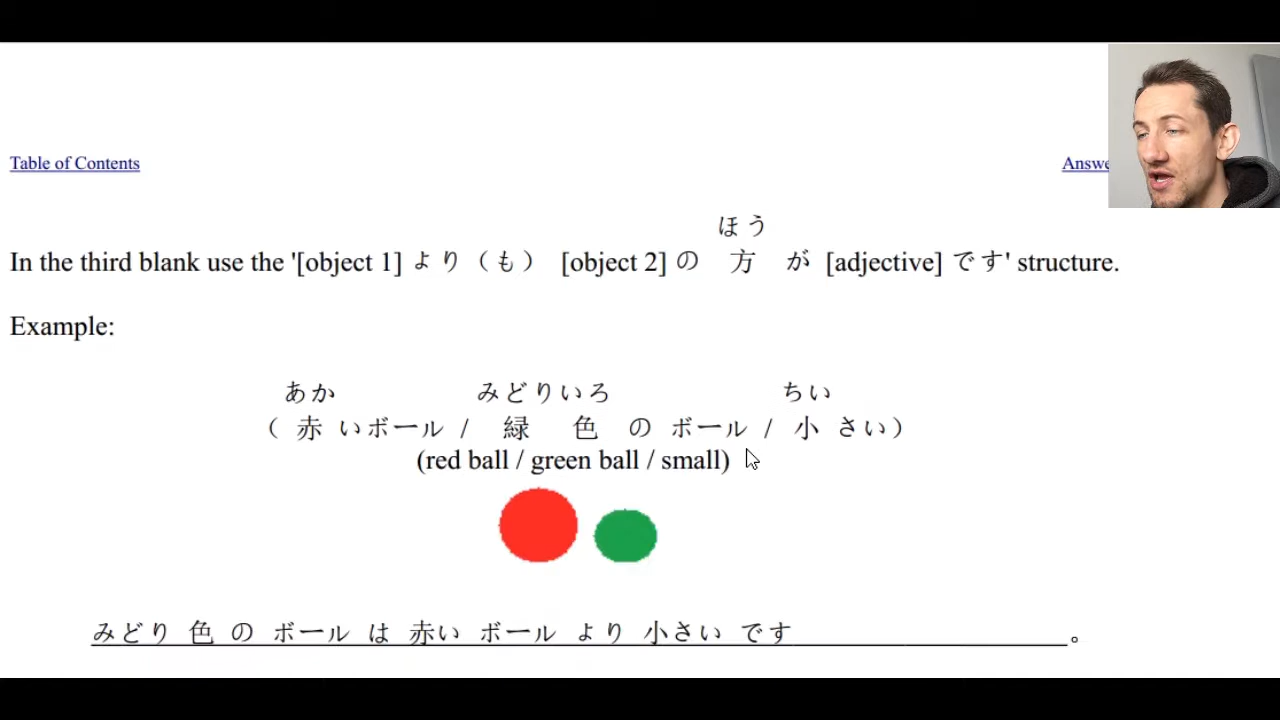 Table of Contents
Answe
ほう
In the third blank use the '[object 1] より（も） [object 2] の 方 が [adjective] です' structure.
Example:
あか みどりいろ ちい
（ 赤 いボール / 緑 色 の ボール / 小 さい）
(red ball / green ball / small)
みどり 色 の ボール は 赤い ボール より 小さい です 。